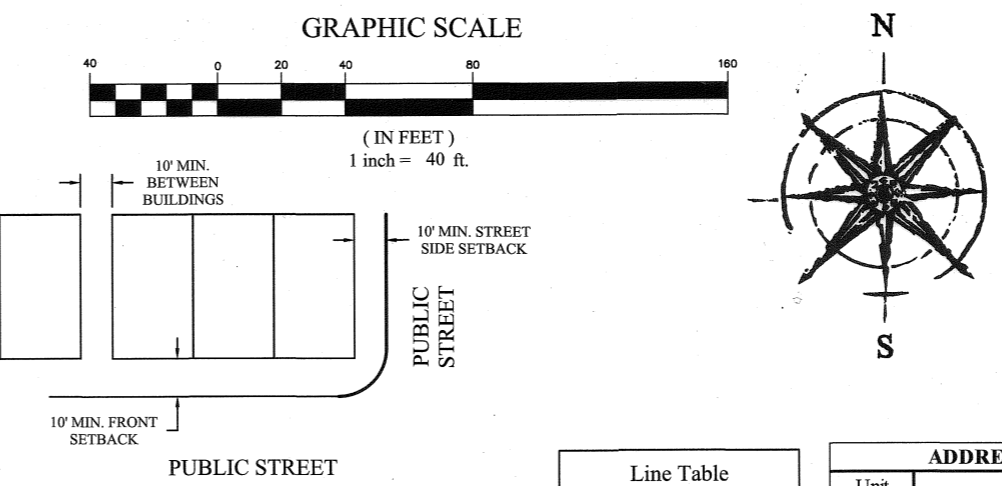 GRAPHIC SCALE
40 0 20 40 80 160
( IN FEET )
1 inch = 40 ft.
10' MIN.
BETWEEN
BUILDINGS
10' MIN. STREET
SIDE SETBACK
PUBLIC
STREET
10' MIN. FRONT
SETBACK
PUBLIC STREET
N
S
Line Table
ADDRE
Unit